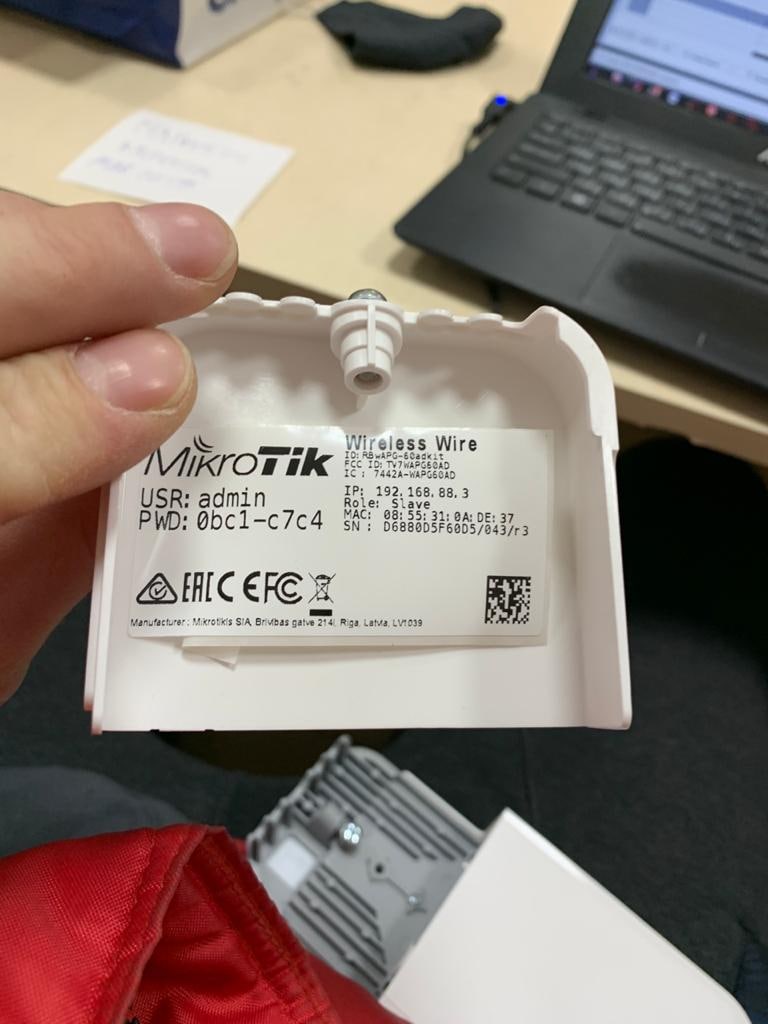 MikroTik
USR: admin
PWD: 0bc1-c7c4
Wireless Wire
ID: RBwAPG-60adkit
FCC ID: TV7WAPG60AD
IC : 7442A-WAPG60AD
IP: 192.168.88.3
Role: Slave
MAC: 08:55:31:0A:DE:37
SN : D6880D5F60D5/043/r3
EAC CE FC
Manufacturer : Mikrotikls SIA, Brivibas gatve 214i, Riga, Latvia, LV1039